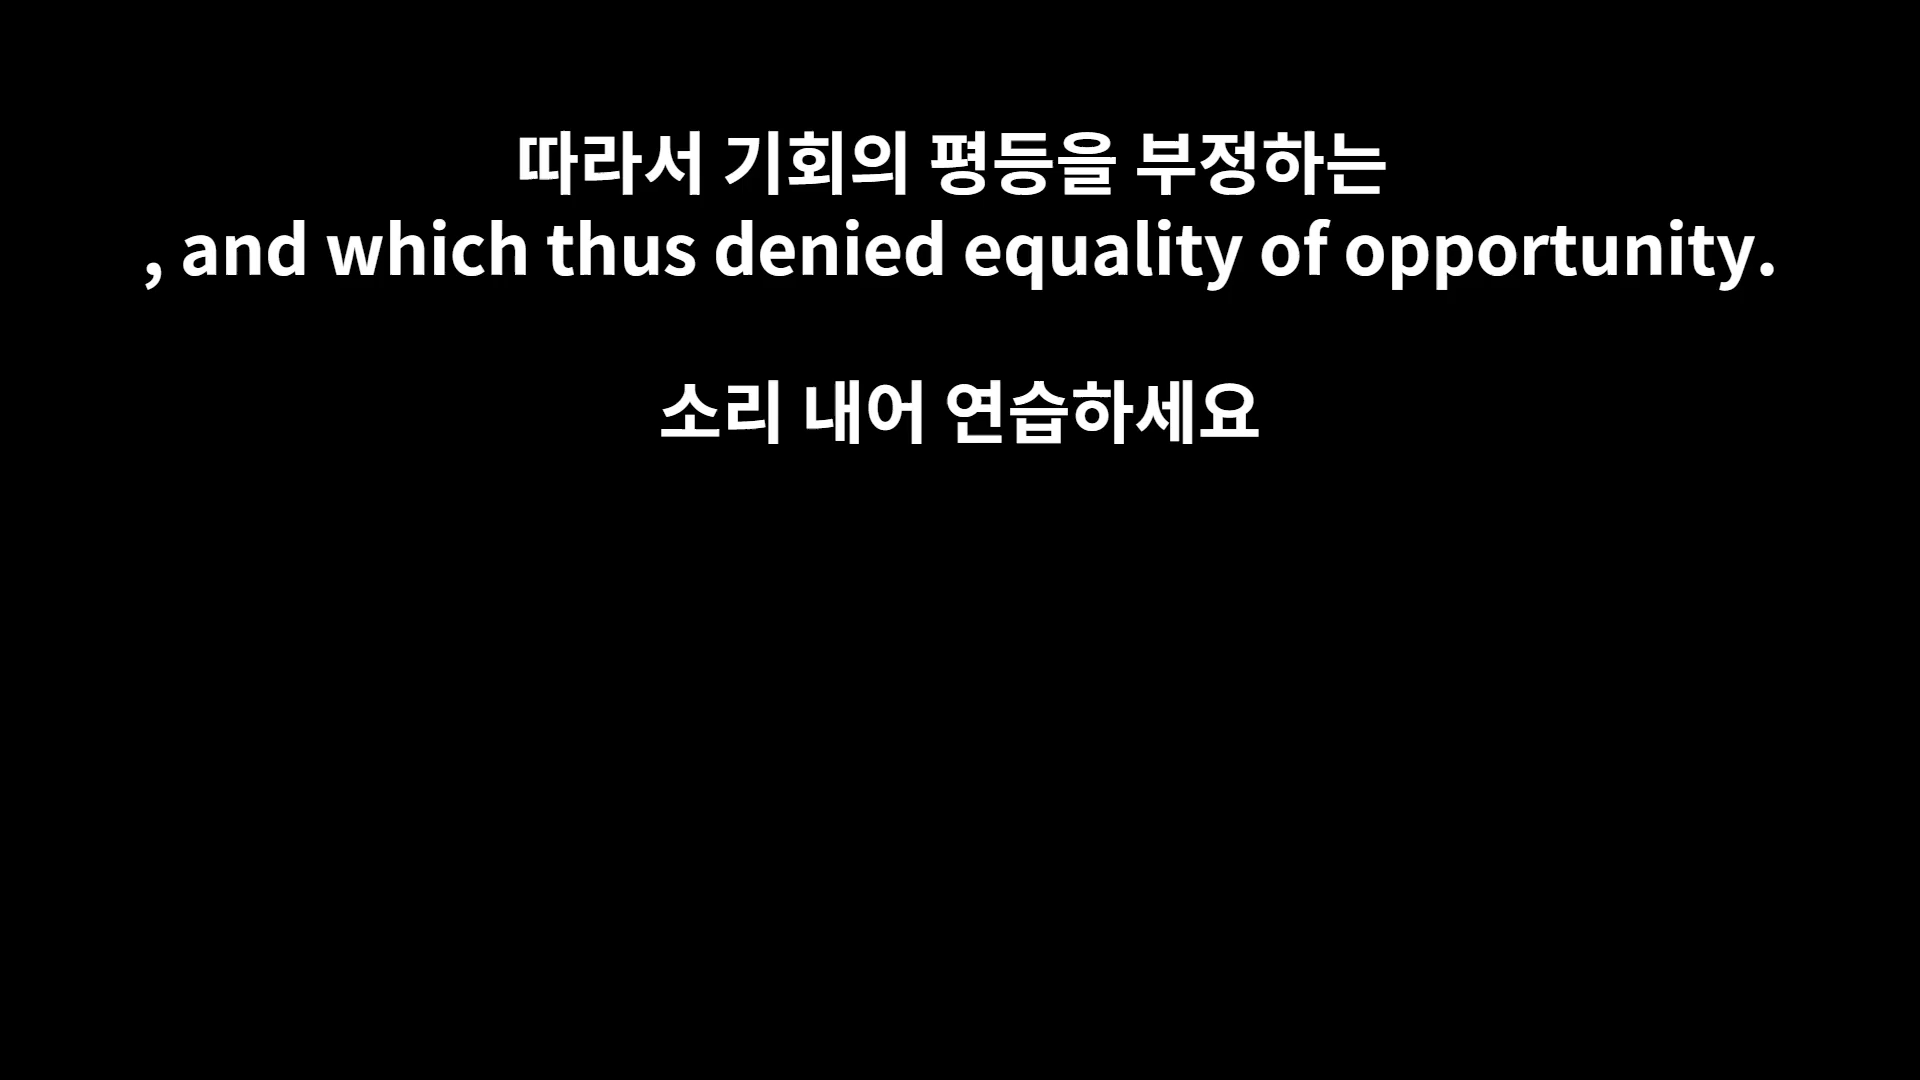 따라서 기회의 평등을 부정하는
, and which thus denied equality of opportunity.
소리 내어 연습하세요